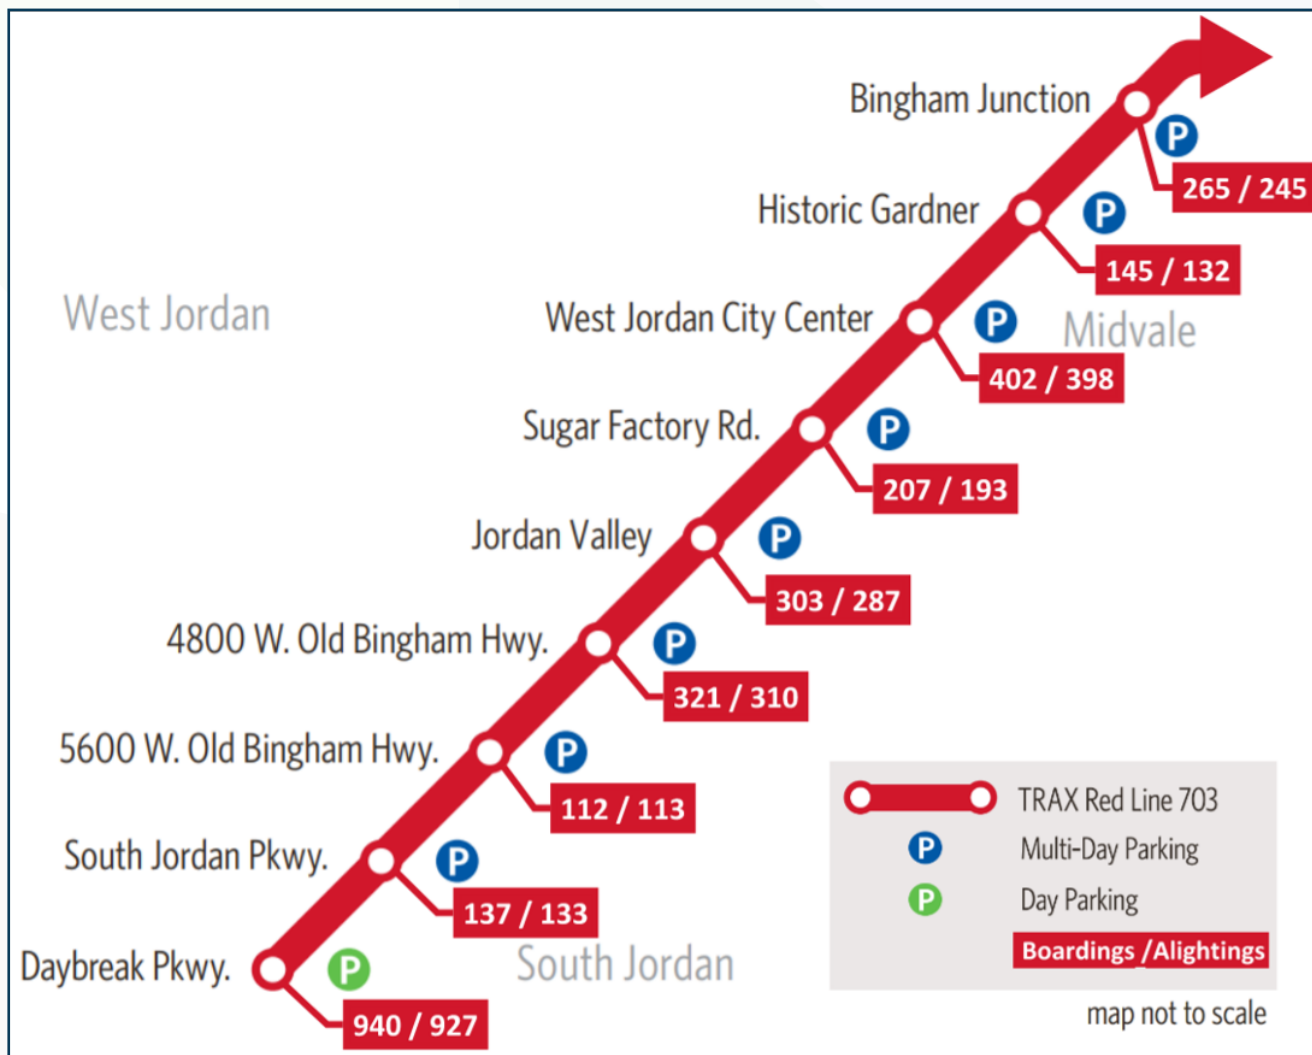 Bingham Junction
P
265 / 245
Historic Gardner
P
145 / 132
West Jordan
West Jordan City Center
P
Midvale
402 / 398
Sugar Factory Rd.
P
207 / 193
Jordan Valley
P
303 / 287
4800 W. Old Bingham Hwy.
P
321 / 310
5600 W. Old Bingham Hwy.
P
112 / 113
South Jordan Pkwy.
P
137 / 133
Daybreak Pkwy.
P
South Jordan
940 / 927
TRAX Red Line 703
P Multi-Day Parking
P Day Parking
Boardings /Alightings
map not to scale